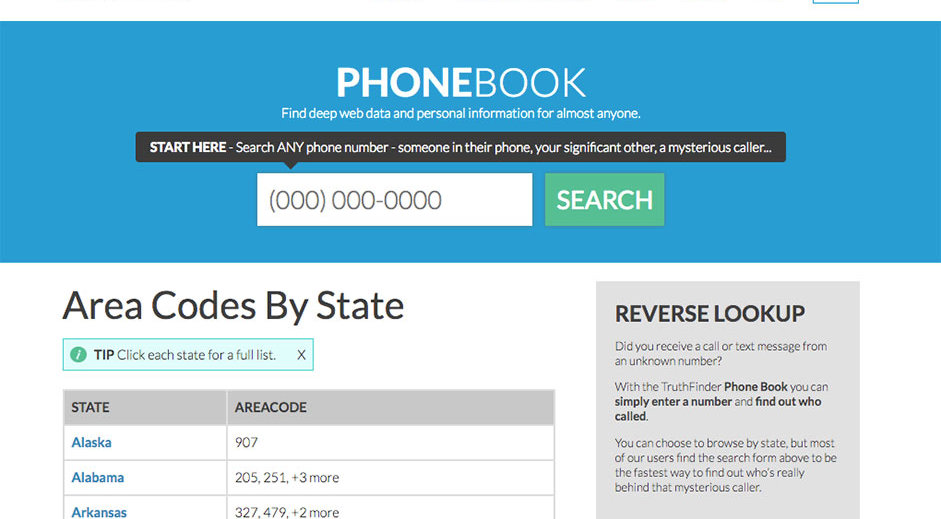 PHONEBOOK
Find deep web data and personal information for almost anyone.
START HERE - Search ANY phone number - someone in their phone, your significant other, a mysterious caller...
(000) 000-0000
SEARCH
Area Codes By State
TIP Click each state for a full list. X
STATE AREACODE
Alaska 907
Alabama 205, 251, +3 more
Arkansas 327, 479, +2 more
REVERSE LOOKUP
Did you receive a call or text message from
an unknown number?
With the TruthFinder Phone Book you can
simply enter a number and find out who
called.
You can choose to browse by state, but most
of our users find the search form above to be
the fastest way to find out who's really
behind that mysterious caller.